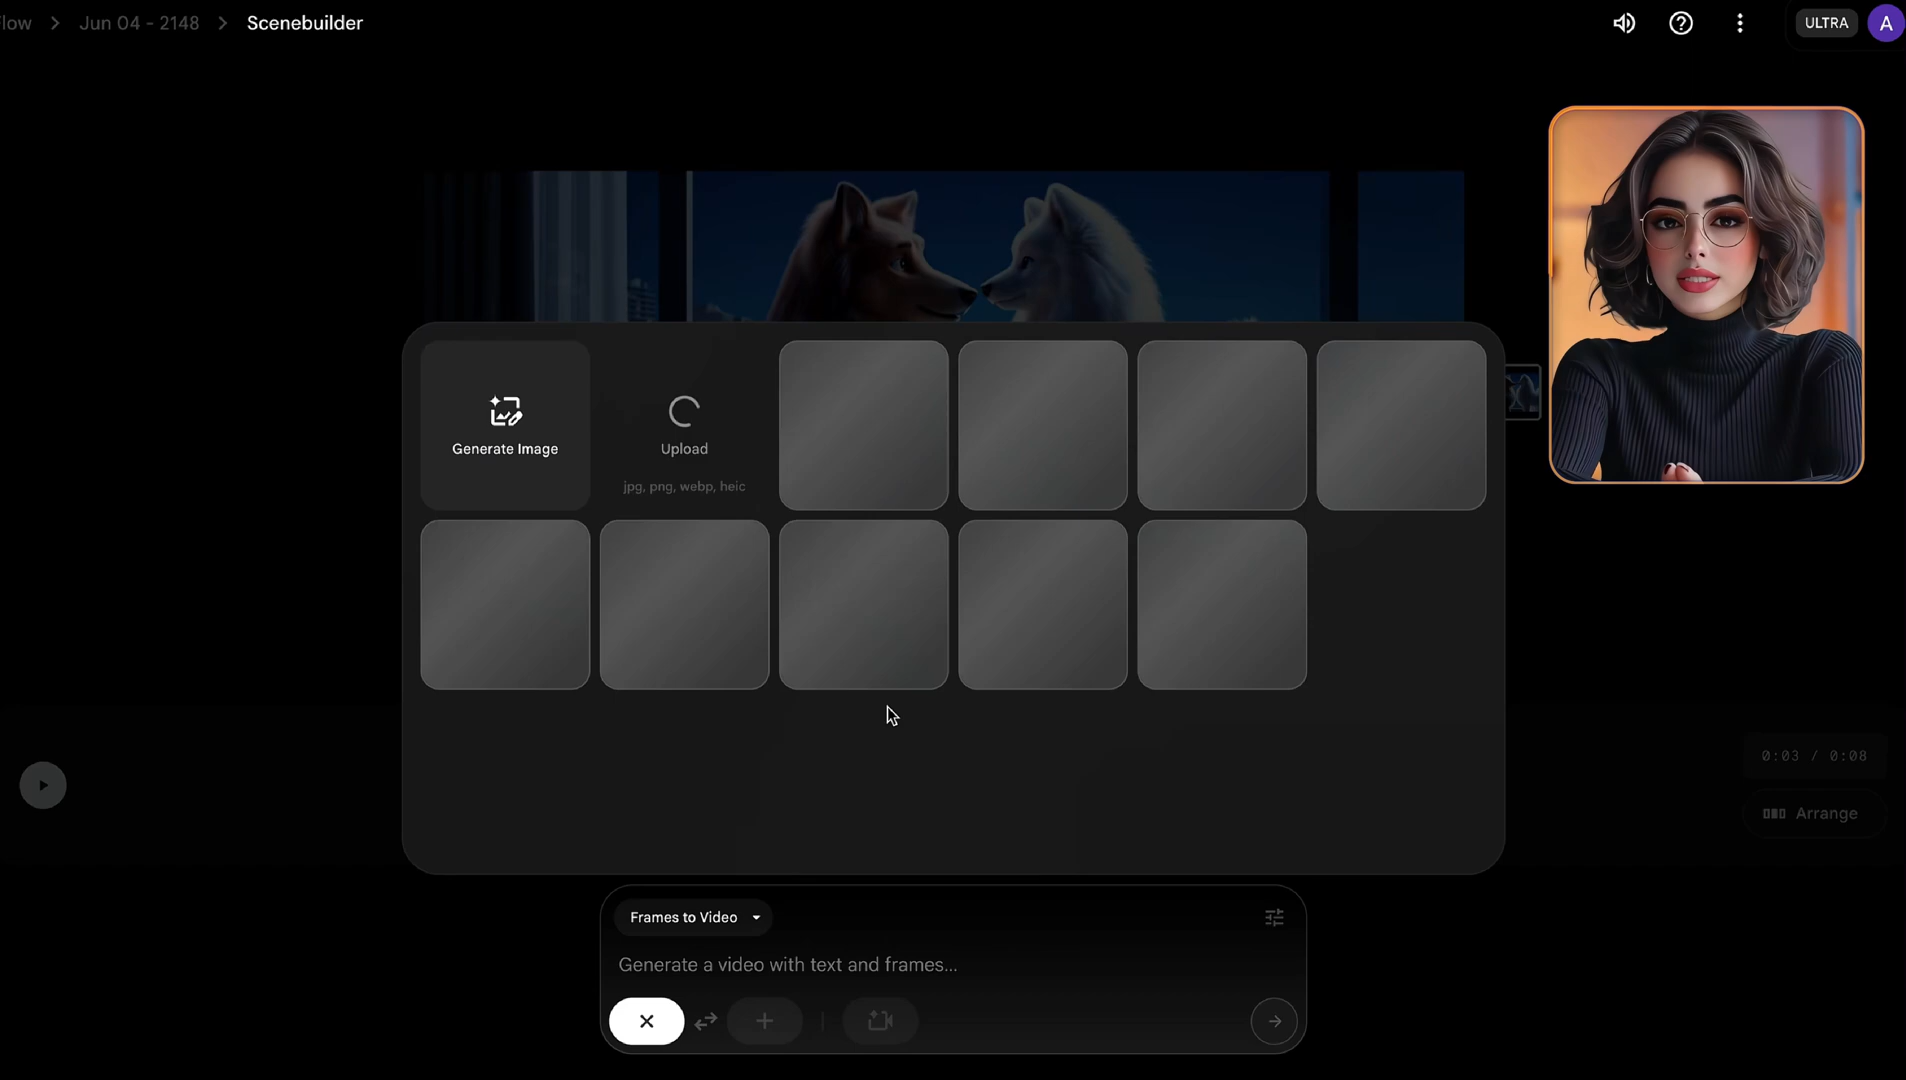 low > Jun 04 - 2148 > Scenebuilder
ULTRA
A
Generate Image
Upload
jpg, png, webp, heic
0:03 / 0:08
Arrange
Frames to Video
Generate a video with text and frames...